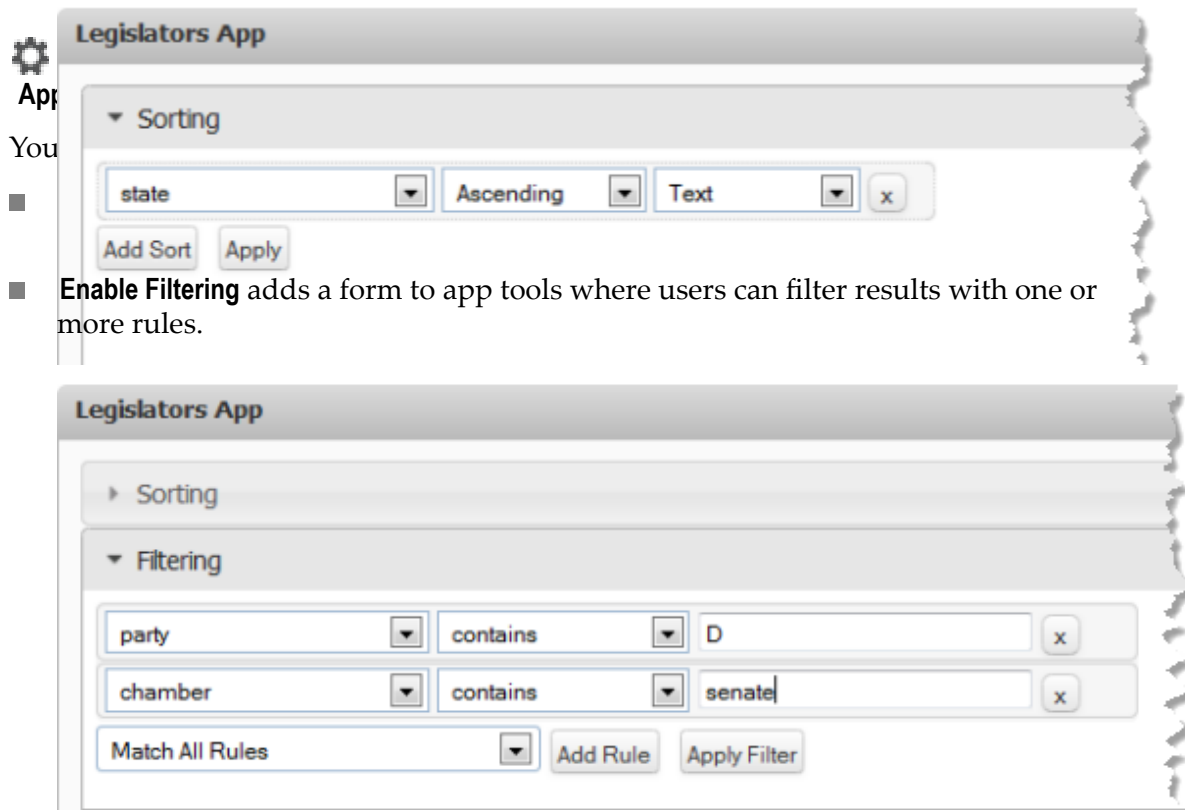 Legislators App
App
Sorting
You
state Ascending Text x
Add Sort Apply
Enable Filtering adds a form to app tools where users can filter results with one or
more rules.
Legislators App
Sorting
Filtering
party contains D x
chamber contains senate x
Match All Rules Add Rule Apply Filter